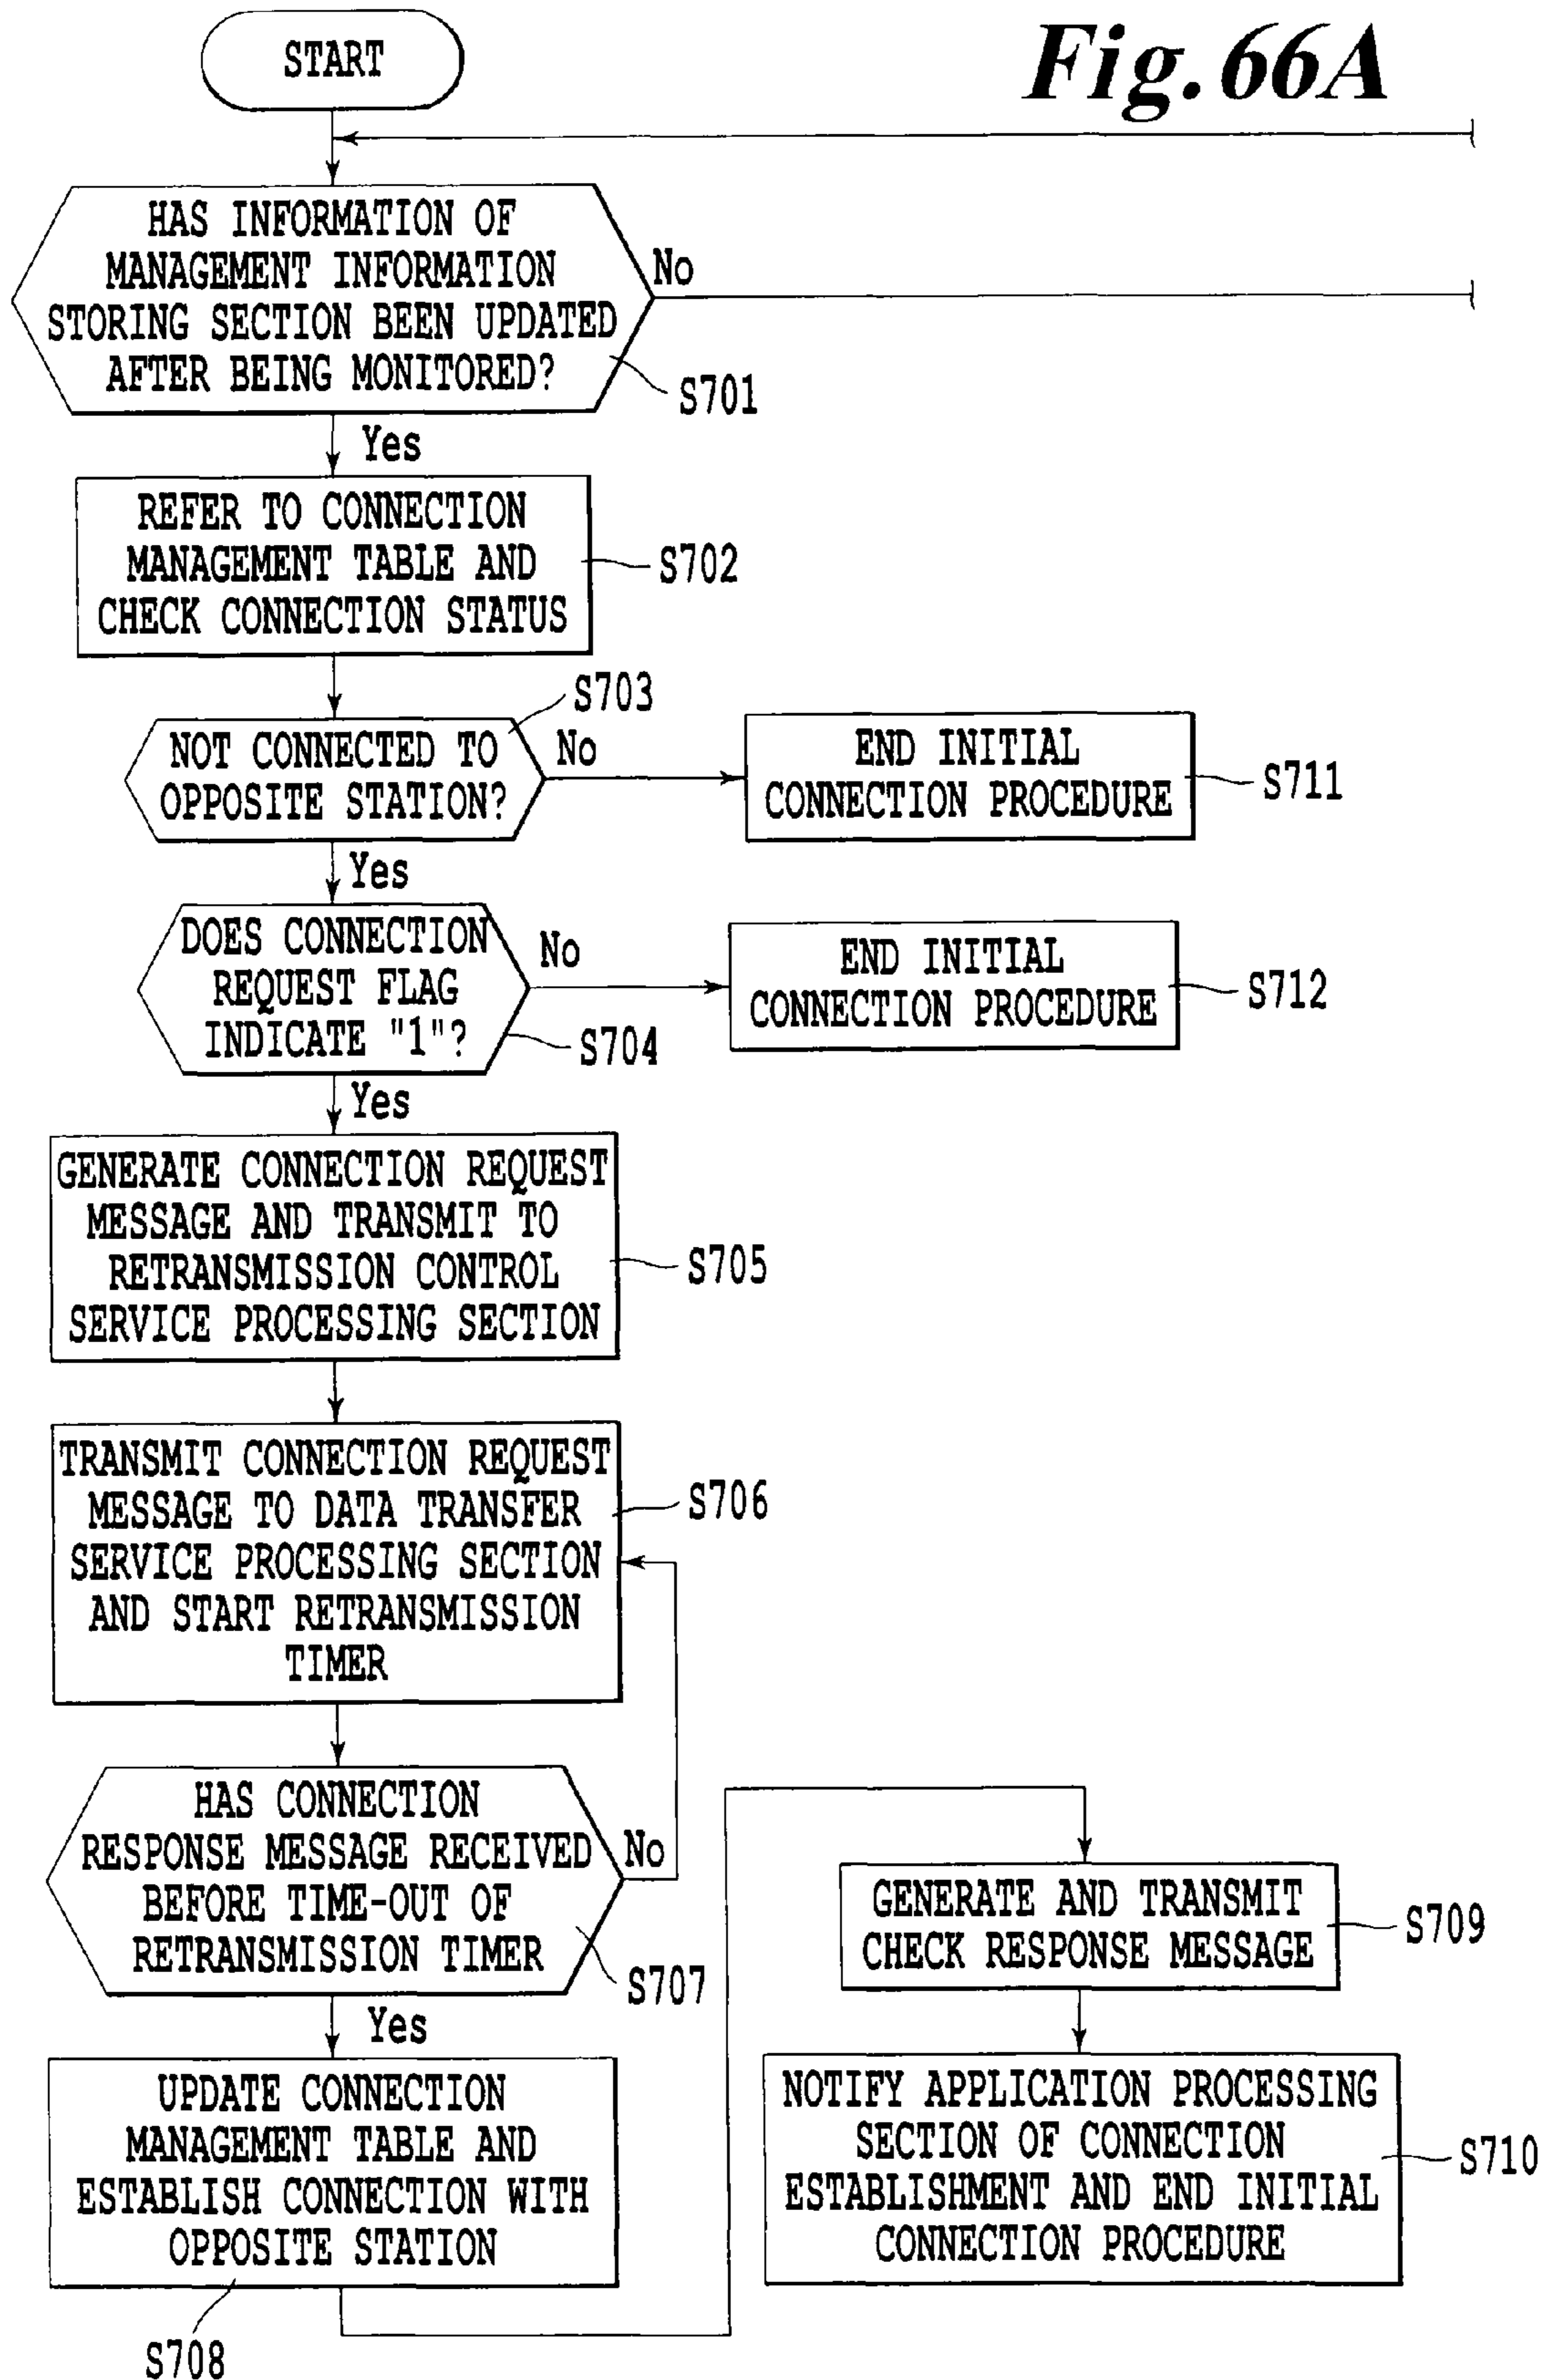 Fig. 66A
START
HAS INFORMATION OF
MANAGEMENT INFORMATION
STORING SECTION BEEN UPDATED
AFTER BEING MONITORED?
No
S701
Yes
REFER TO CONNECTION
MANAGEMENT TABLE AND
CHECK CONNECTION STATUS
S702
S703
NOT CONNECTED TO
OPPOSITE STATION?
No
END INITIAL
CONNECTION PROCEDURE
S711
Yes
DOES CONNECTION
REQUEST FLAG
INDICATE "1"?
No
S704
END INITIAL
CONNECTION PROCEDURE
S712
Yes
GENERATE CONNECTION REQUEST
MESSAGE AND TRANSMIT TO
RETRANSMISSION CONTROL
SERVICE PROCESSING SECTION
S705
TRANSMIT CONNECTION REQUEST
MESSAGE TO DATA TRANSFER
SERVICE PROCESSING SECTION
AND START RETRANSMISSION
TIMER
S706
HAS CONNECTION
RESPONSE MESSAGE RECEIVED
BEFORE TIME-OUT OF
RETRANSMISSION TIMER
No
S707
Yes
UPDATE CONNECTION
MANAGEMENT TABLE AND
ESTABLISH CONNECTION WITH
OPPOSITE STATION
S708
GENERATE AND TRANSMIT
CHECK RESPONSE MESSAGE
S709
NOTIFY APPLICATION PROCESSING
SECTION OF CONNECTION
ESTABLISHMENT AND END INITIAL
CONNECTION PROCEDURE
S710